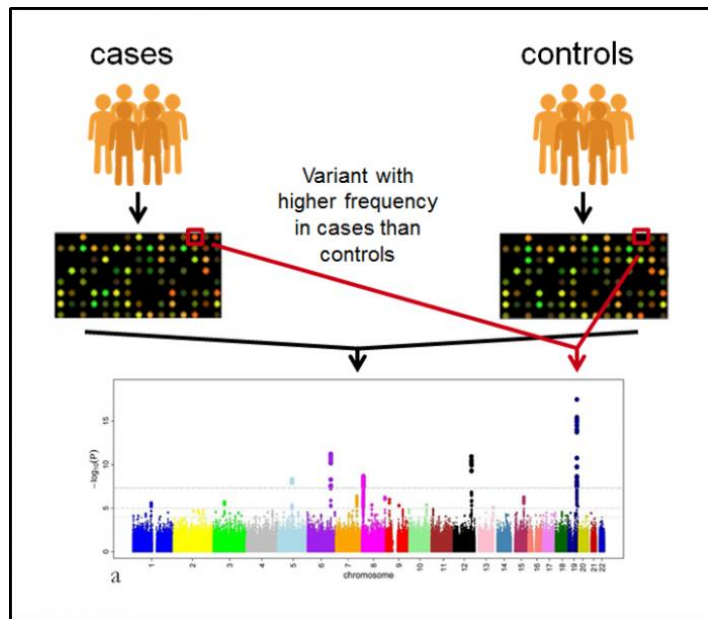 cases
controls
Variant with
higher frequency
in cases than
controls
−log₁₀(P)
15
10
5
0
1
2
3
4
5
6
7
8
9
10
11
12
13
14
15
16
17
18
19
20
21
22
chromosome
a